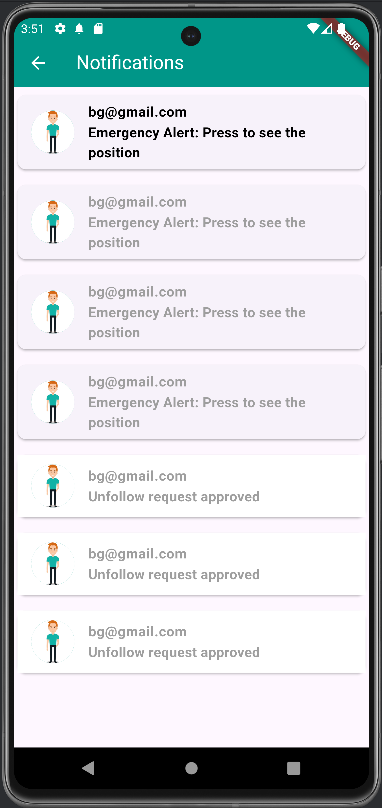 3:51
DEBUG
Notifications
bg@gmail.com
Emergency Alert: Press to see the
position
bg@gmail.com
Emergency Alert: Press to see the
position
bg@gmail.com
Emergency Alert: Press to see the
position
bg@gmail.com
Emergency Alert: Press to see the
position
bg@gmail.com
Unfollow request approved
bg@gmail.com
Unfollow request approved
bg@gmail.com
Unfollow request approved